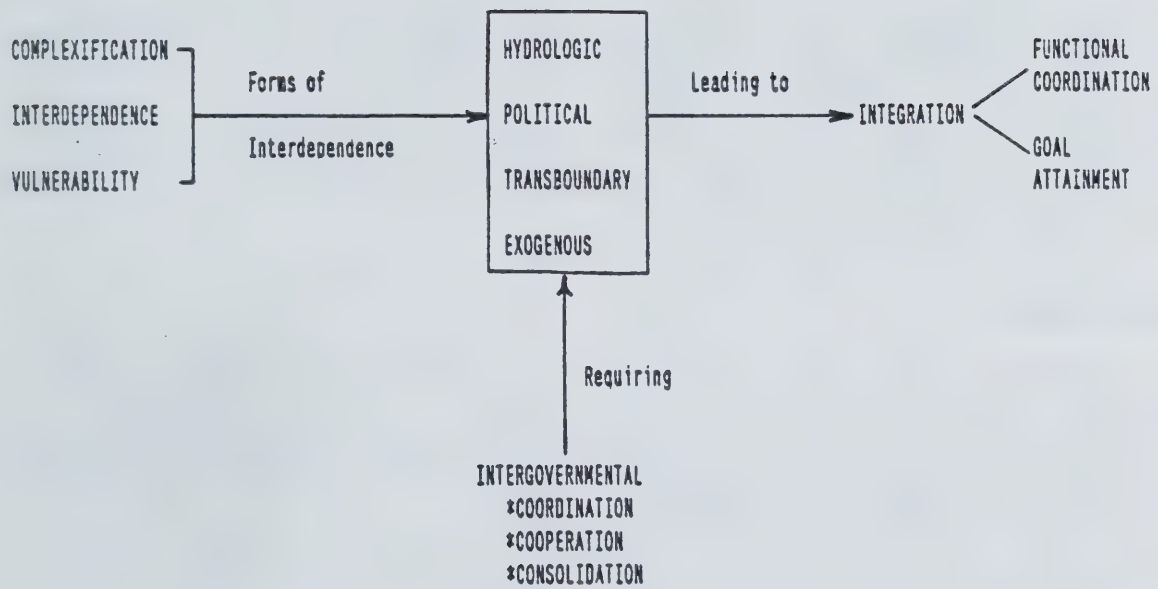 COMPLEXIFICATION
INTERDEPENDENCE
VULNERABILITY
Forms of
Interdependence
HYDROLOGIC
POLITICAL
TRANSBOUNDARY
EXOGENOUS
Leading to
INTEGRATION
FUNCTIONAL
COORDINATION
GOAL
ATTAINMENT
Requiring
INTERGOVERNMENTAL
*COORDINATION
*COOPERATION
*CONSOLIDATION